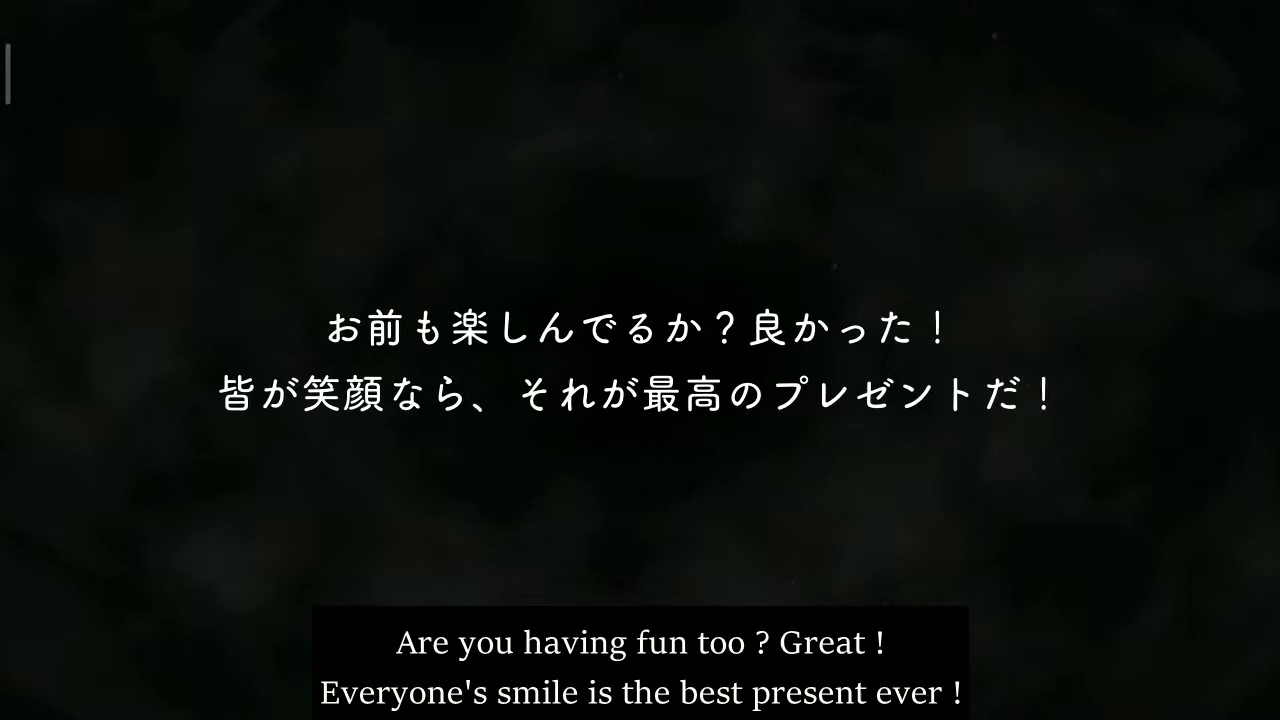 お前も楽しんでるか？良かった！
皆が笑顔なら、それが最高のプレゼントだ！
Are you having fun too ? Great !
Everyone's smile is the best present ever !